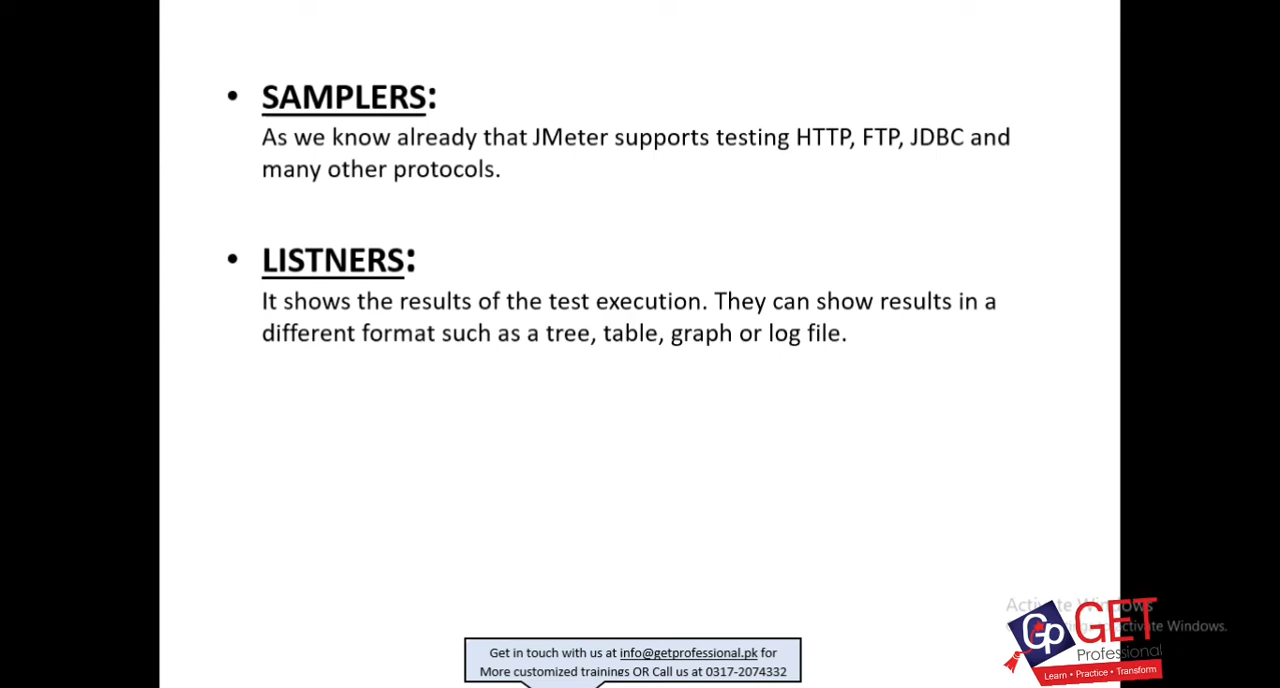 • SAMPLERS:
As we know already that JMeter supports testing HTTP, FTP, JDBC and
many other protocols.
• LISTNERS:
It shows the results of the test execution. They can show results in a
different format such as a tree, table, graph or log file.
Activate Windows
Activate Windows.
Gp GET
Professional
Learn • Practice • Transform
Get in touch with us at info@getprofessional.pk for
More customized trainings OR Call us at 0317-2074332